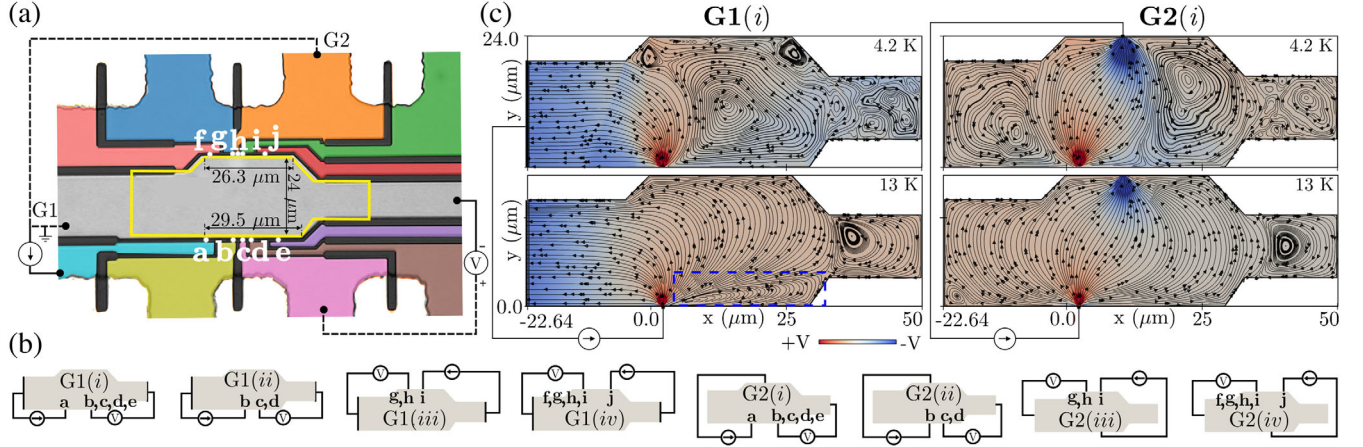 (a)
G2
f g h i j
26.3 μm
24 μm
G1
29.5 μm
a b c d e
V
-
+
(c)
G1(i)
G2(i)
24.0
y (μm)
4.2 K
y (μm)
4.2 K
13 K
y (μm)
0.0
13 K
y (μm)
-22.64
0.0
x (μm)
25
50
-22.64
0.0
x (μm)
25
50
+V
-V
(b)
G1(i)
a b,c,d,e
V
G1(ii)
b c,d
V
V
g,h i
G1(iii)
V
f,g,h,i j
G1(iv)
G2(i)
a b,c,d,e
V
G2(ii)
b c,d
V
V
g,h i
G2(iii)
V
f,g,h,i j
G2(iv)